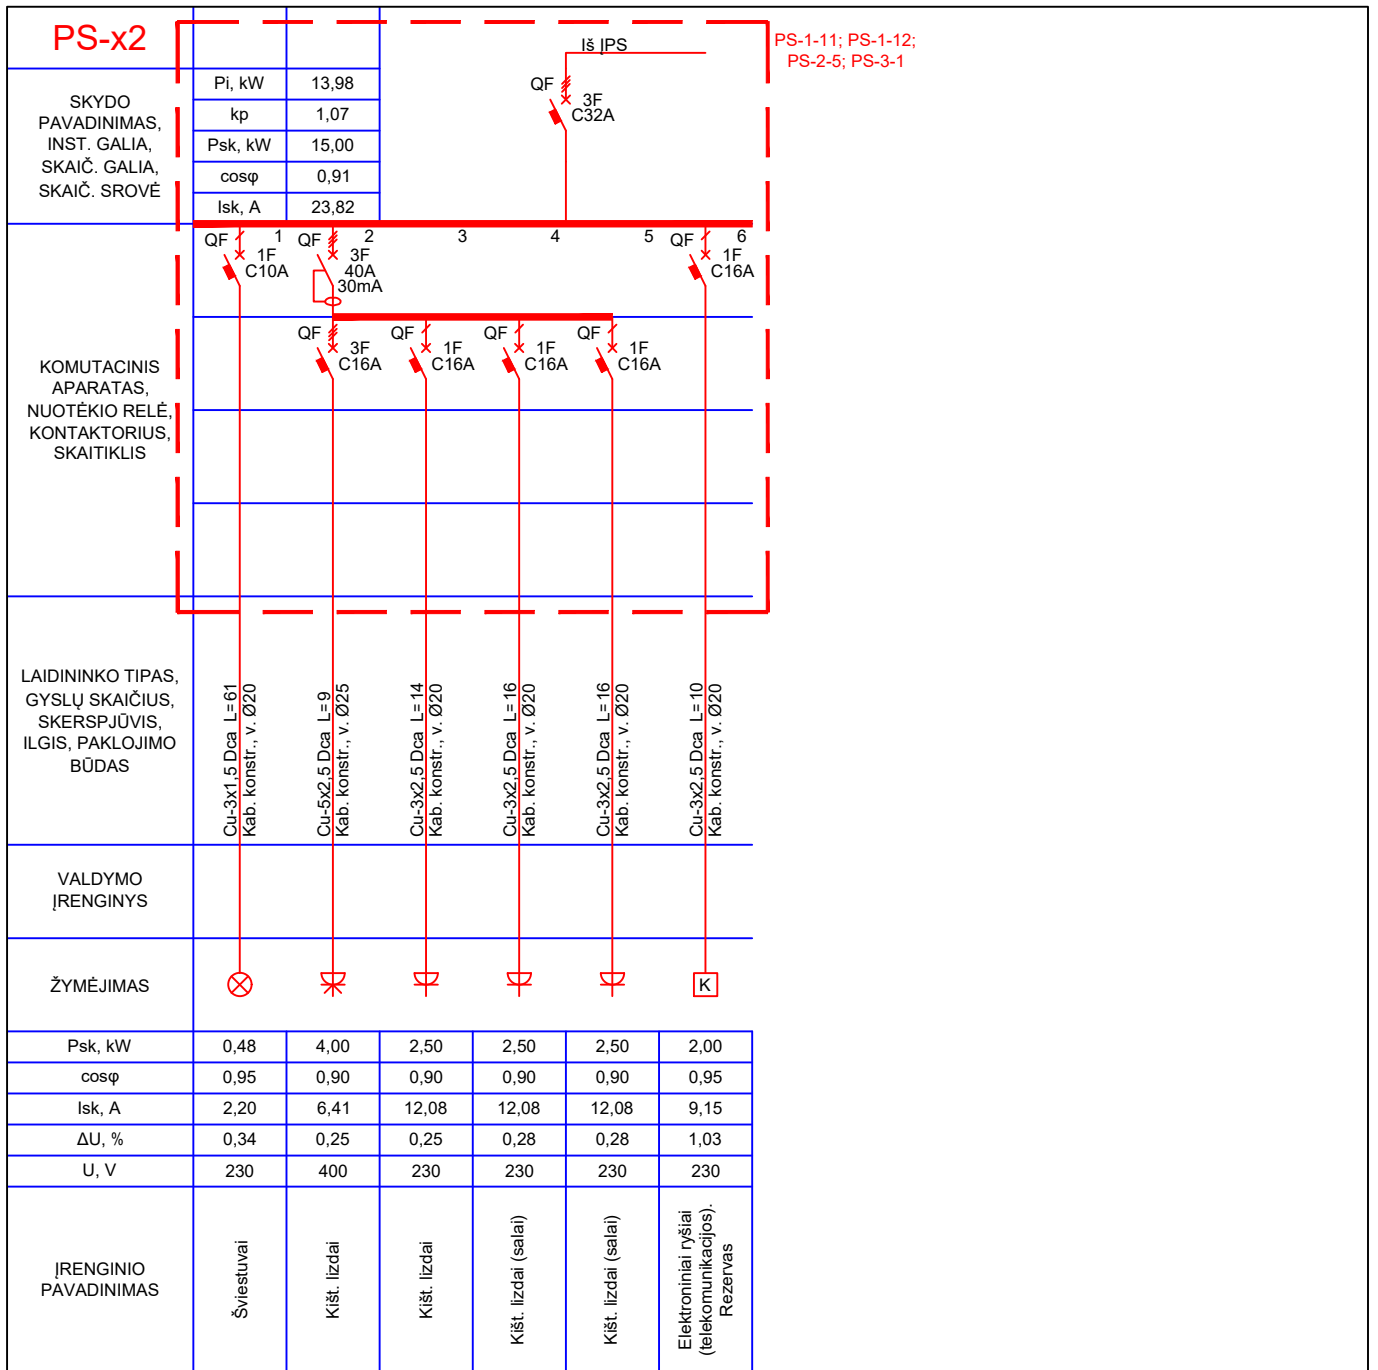 PS-x2
Iš ĮPS
PS-1-11; PS-1-12;
PS-2-5; PS-3-1
SKYDO
PAVADINIMAS,
INST. GALIA,
SKAIČ. GALIA,
SKAIČ. SROVĖ
Pi, kW 13,98
kp 1,07
Psk, kW 15,00
cosφ 0,91
Isk, A 23,82
QF
3F
C32A
1 2 3 4 5 6
QF
1F
C10A
QF
3F
40A
30mA
QF
1F
C16A
QF
3F
C16A
QF
1F
C16A
QF
1F
C16A
QF
1F
C16A
KOMUTACINIS
APARATAS,
NUOTĖKIO RELĖ,
KONTAKTORIUS,
SKAITIKLIS
LAIDININKO TIPAS,
GYSLŲ SKAIČIUS,
SKERSPJŪVIS,
ILGIS, PAKLOJIMO
BŪDAS
Cu-3x1,5 Dca L=61
Kab. konstr., v. Ø20
Cu-5x2,5 Dca L=9
Kab. konstr., v. Ø25
Cu-3x2,5 Dca L=14
Kab. konstr., v. Ø20
Cu-3x2,5 Dca L=16
Kab. konstr., v. Ø20
Cu-3x2,5 Dca L=16
Kab. konstr., v. Ø20
Cu-3x2,5 Dca L=10
Kab. konstr., v. Ø20
VALDYMO
ĮRENGINYS
ŽYMĖJIMAS
K
Psk, kW 0,48 4,00 2,50 2,50 2,50 2,00
cosφ 0,95 0,90 0,90 0,90 0,90 0,95
Isk, A 2,20 6,41 12,08 12,08 12,08 9,15
ΔU, % 0,34 0,25 0,25 0,28 0,28 1,03
U, V 230 400 230 230 230 230
ĮRENGINIO
PAVADINIMAS
Šviestuvai
Kišt. lizdai
Kišt. lizdai
Kišt. lizdai (salai)
Kišt. lizdai (salai)
Elektroniniai ryšiai
(telekomunikacijos).
Rezervas